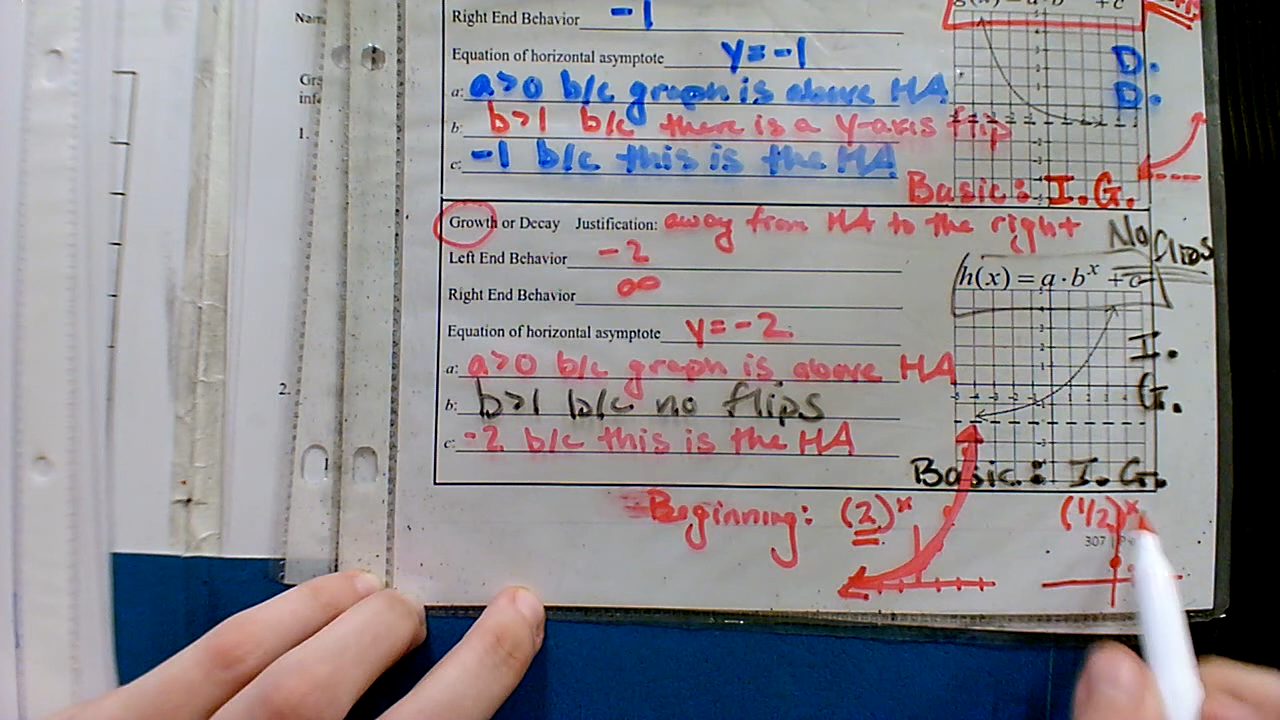 Nam
Right End Behavior -1
g(x) = a·b + c
Equation of horizontal asymptote y=-1
D.
D.
Gra
info
a: a>0 b/c graph is above HA
b: b>1 b/c there is a y-axis flip
1.
c: -1 b/c this is the HA
Basic: I.G.
Growth or Decay Justification: away from HA to the right
No Flips
Left End Behavior -2
h(x) = a·b^x + c
Right End Behavior ∞
Equation of horizontal asymptote y=-2
I.
G.
a: a>0 b/c graph is above HA
2.
b: b>1 b/c no flips
c: -2 b/c this is the HA
Basic: I.G.
Beginning: (2)^x
(1/2)^x
307 | P